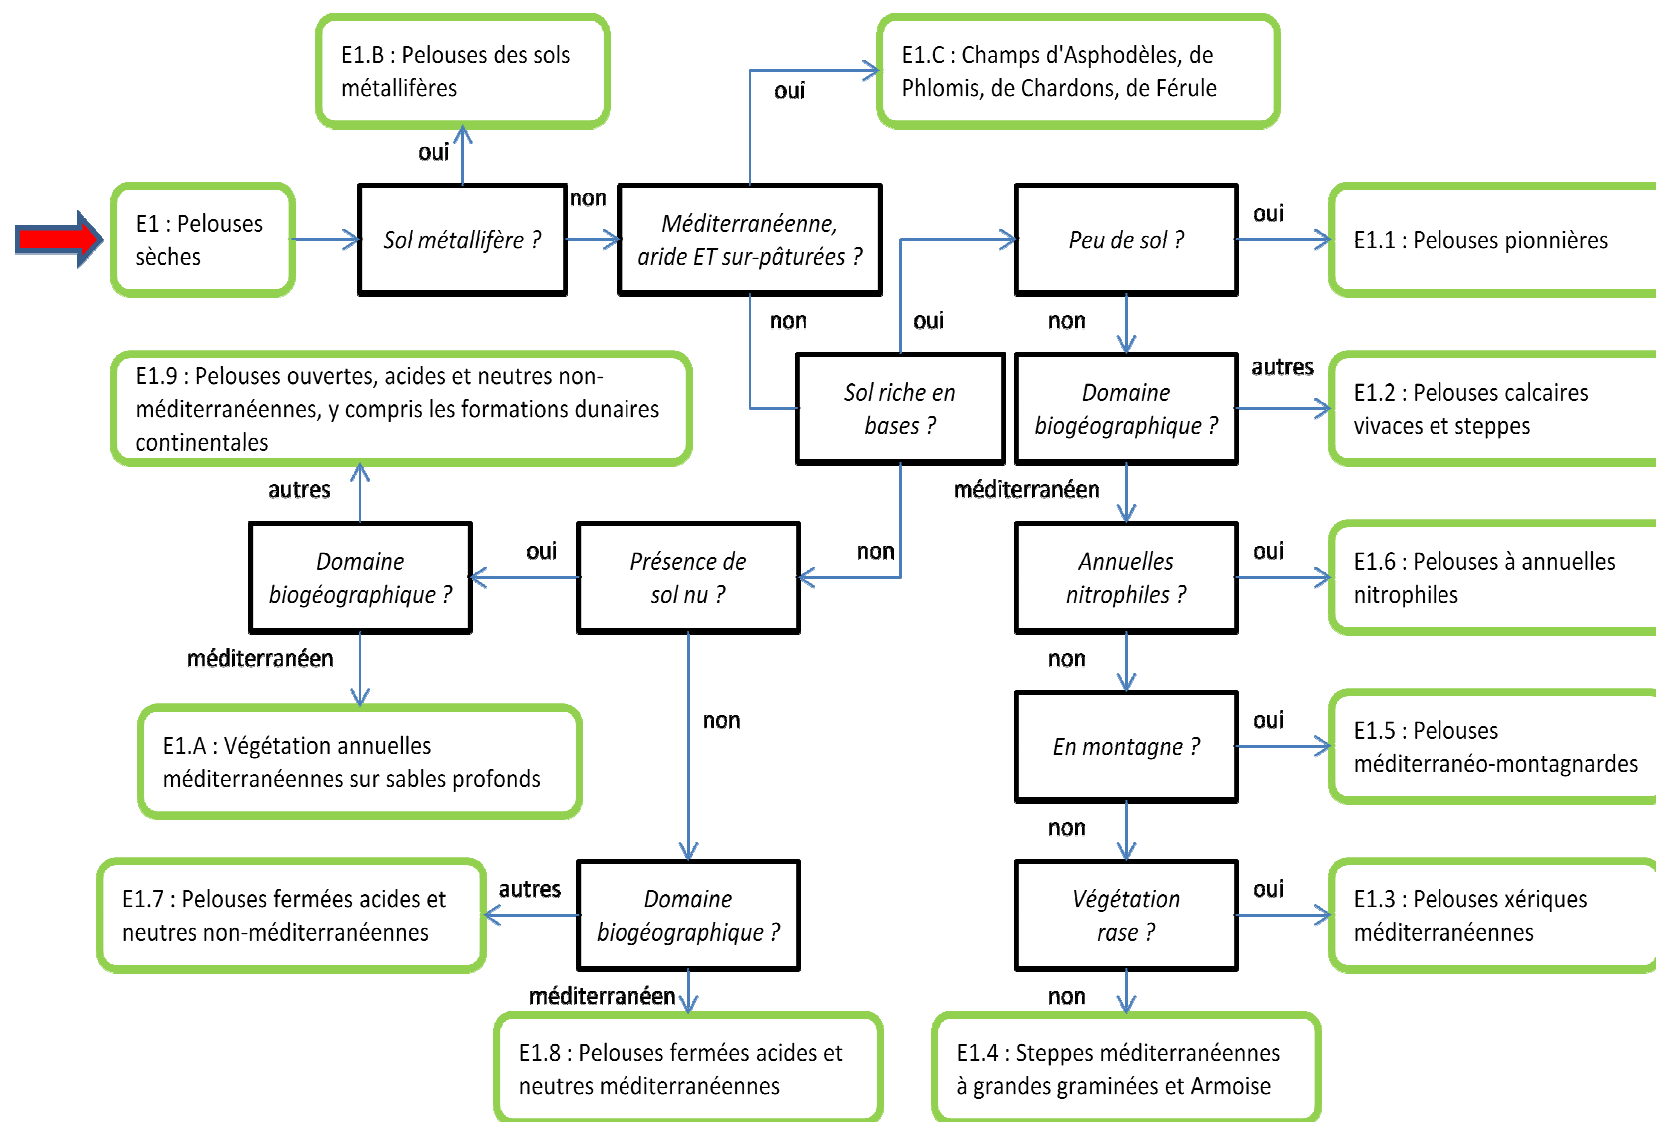 E1.B : Pelouses des sols
métallifères
E1.C : Champs d'Asphodèles, de
Phlomis, de Chardons, de Férule
oui
oui
E1 : Pelouses
sèches
Sol métallifère ?
non
Méditerranéenne,
aride ET sur-pâturées ?
Peu de sol ?
oui
E1.1 : Pelouses pionnières
non
oui
non
E1.9 : Pelouses ouvertes, acides et neutres non-
méditerranéennes, y compris les formations dunaires
continentales
Sol riche en
bases ?
Domaine
biogéographique ?
autres
E1.2 : Pelouses calcaires
vivaces et steppes
autres
méditerranéen
Domaine
biogéographique ?
oui
Présence de
sol nu ?
non
Annuelles
nitrophiles ?
oui
E1.6 : Pelouses à annuelles
nitrophiles
méditerranéen
non
non
E1.A : Végétation annuelles
méditerranéennes sur sables profonds
En montagne ?
oui
E1.5 : Pelouses
méditerranéo-montagnardes
non
E1.7 : Pelouses fermées acides et
neutres non-méditerranéennes
autres
Domaine
biogéographique ?
Végétation
rase ?
oui
E1.3 : Pelouses xériques
méditerranéennes
méditerranéen
non
E1.8 : Pelouses fermées acides et
neutres méditerranéennes
E1.4 : Steppes méditerranéennes
à grandes graminées et Armoise